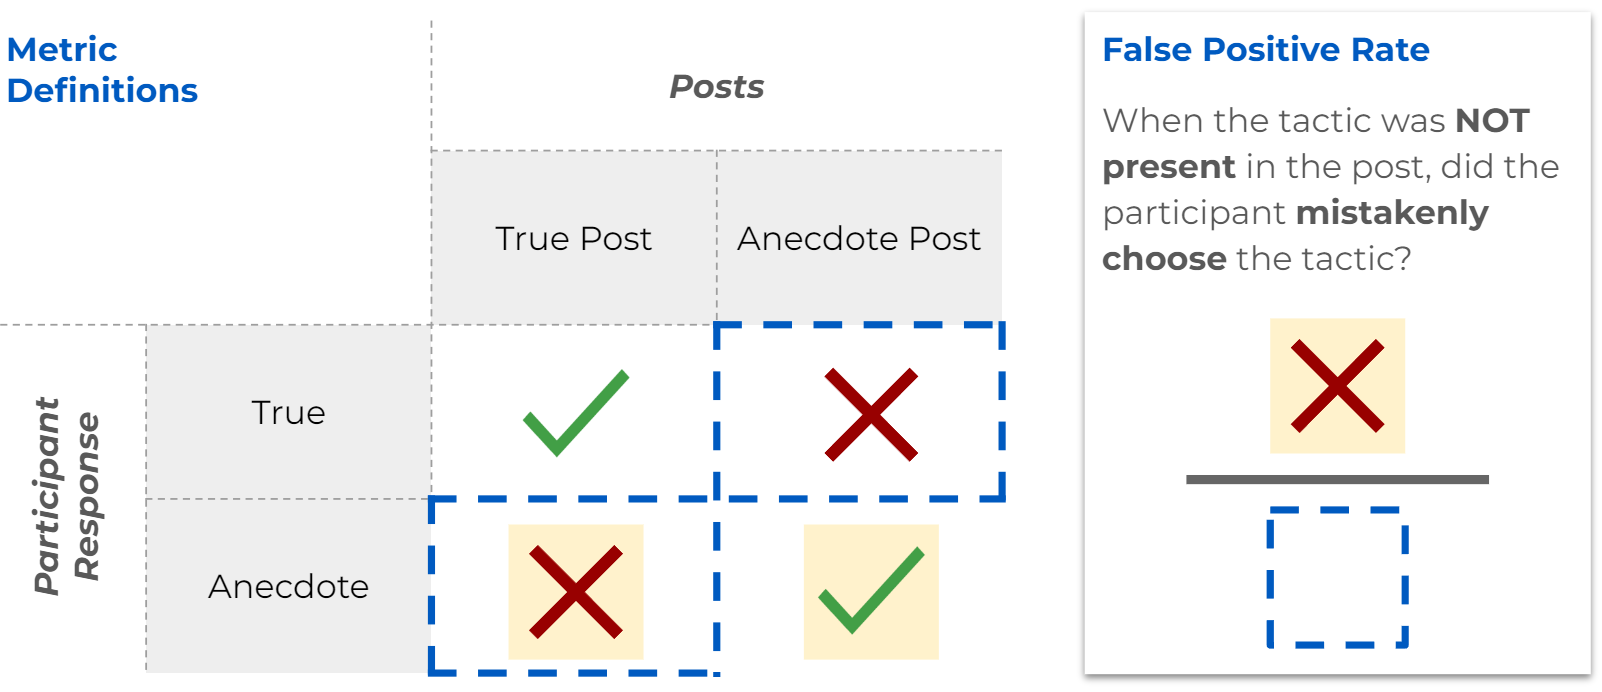 Metric
Definitions
Posts
True Post
Anecdote Post
Participant
Response
True
Anecdote
False Positive Rate
When the tactic was NOT
present in the post, did the
participant mistakenly
choose the tactic?